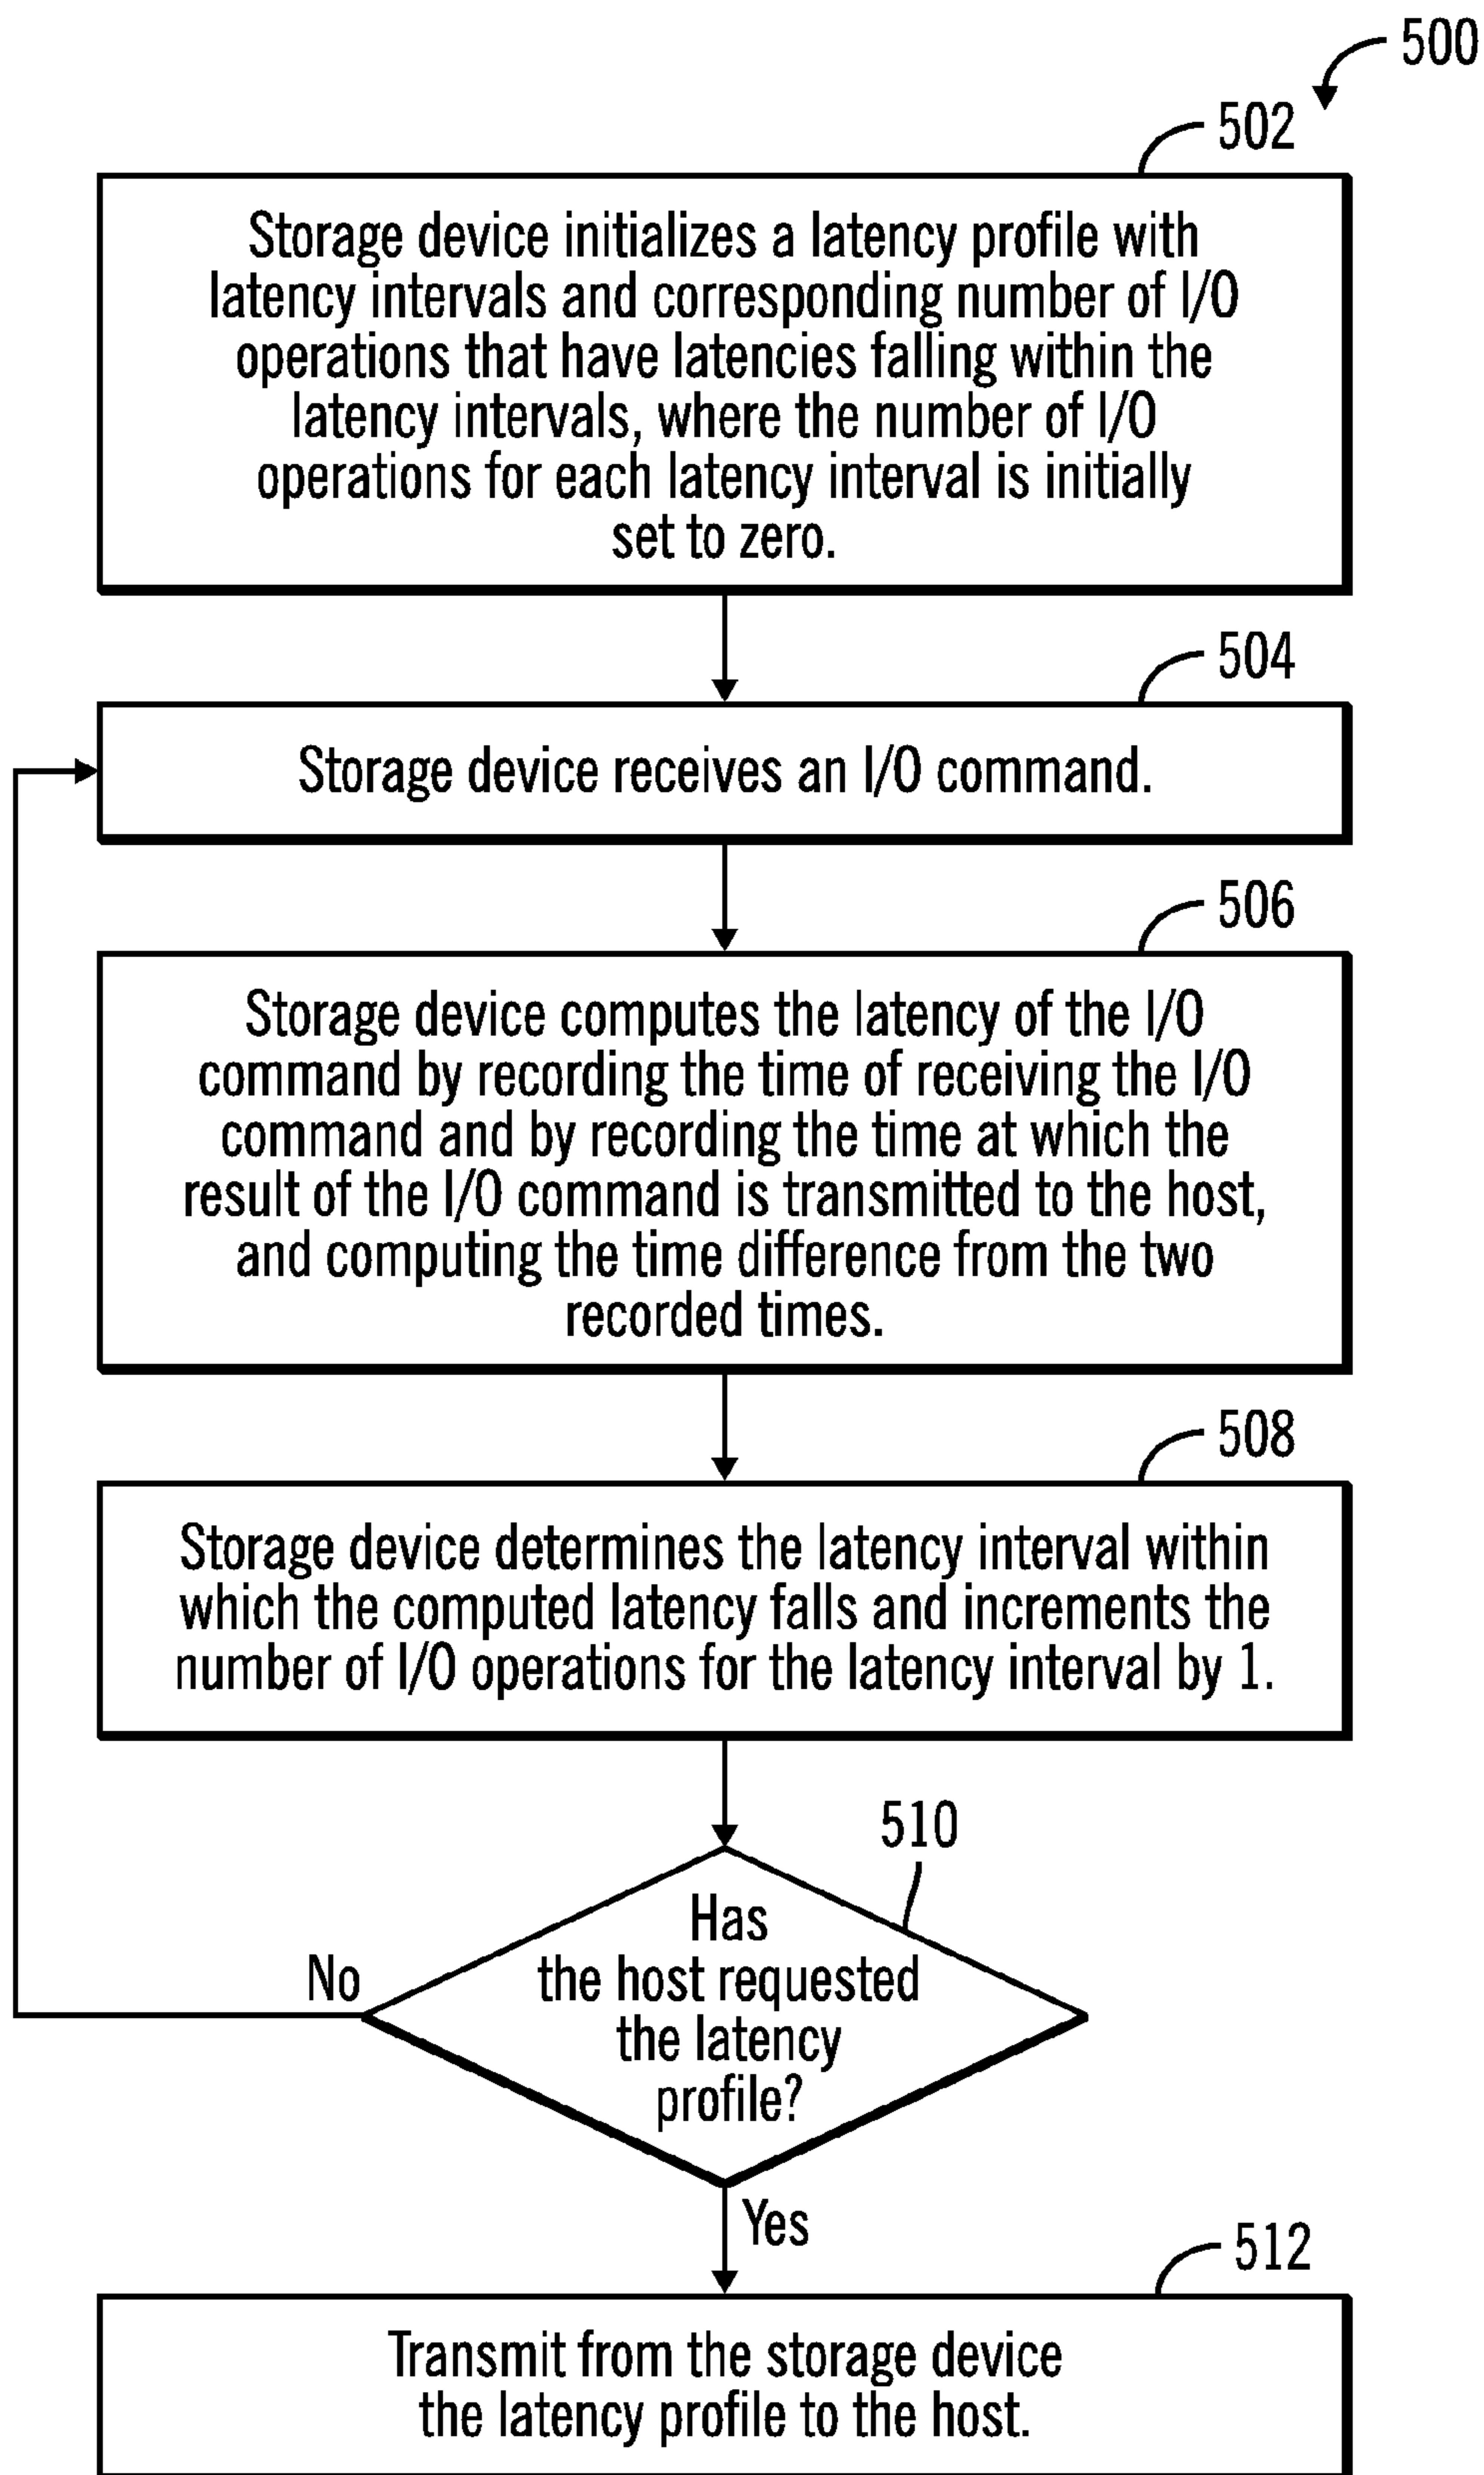 500
502
Storage device initializes a latency profile with
latency intervals and corresponding number of I/O
operations that have latencies falling within the
latency intervals, where the number of I/O
operations for each latency interval is initially
set to zero.
504
Storage device receives an I/O command.
506
Storage device computes the latency of the I/O
command by recording the time of receiving the I/O
command and by recording the time at which the
result of the I/O command is transmitted to the host,
and computing the time difference from the two
recorded times.
508
Storage device determines the latency interval within
which the computed latency falls and increments the
number of I/O operations for the latency interval by 1.
510
Has
the host requested
the latency
profile?
No
Yes
512
Transmit from the storage device
the latency profile to the host.